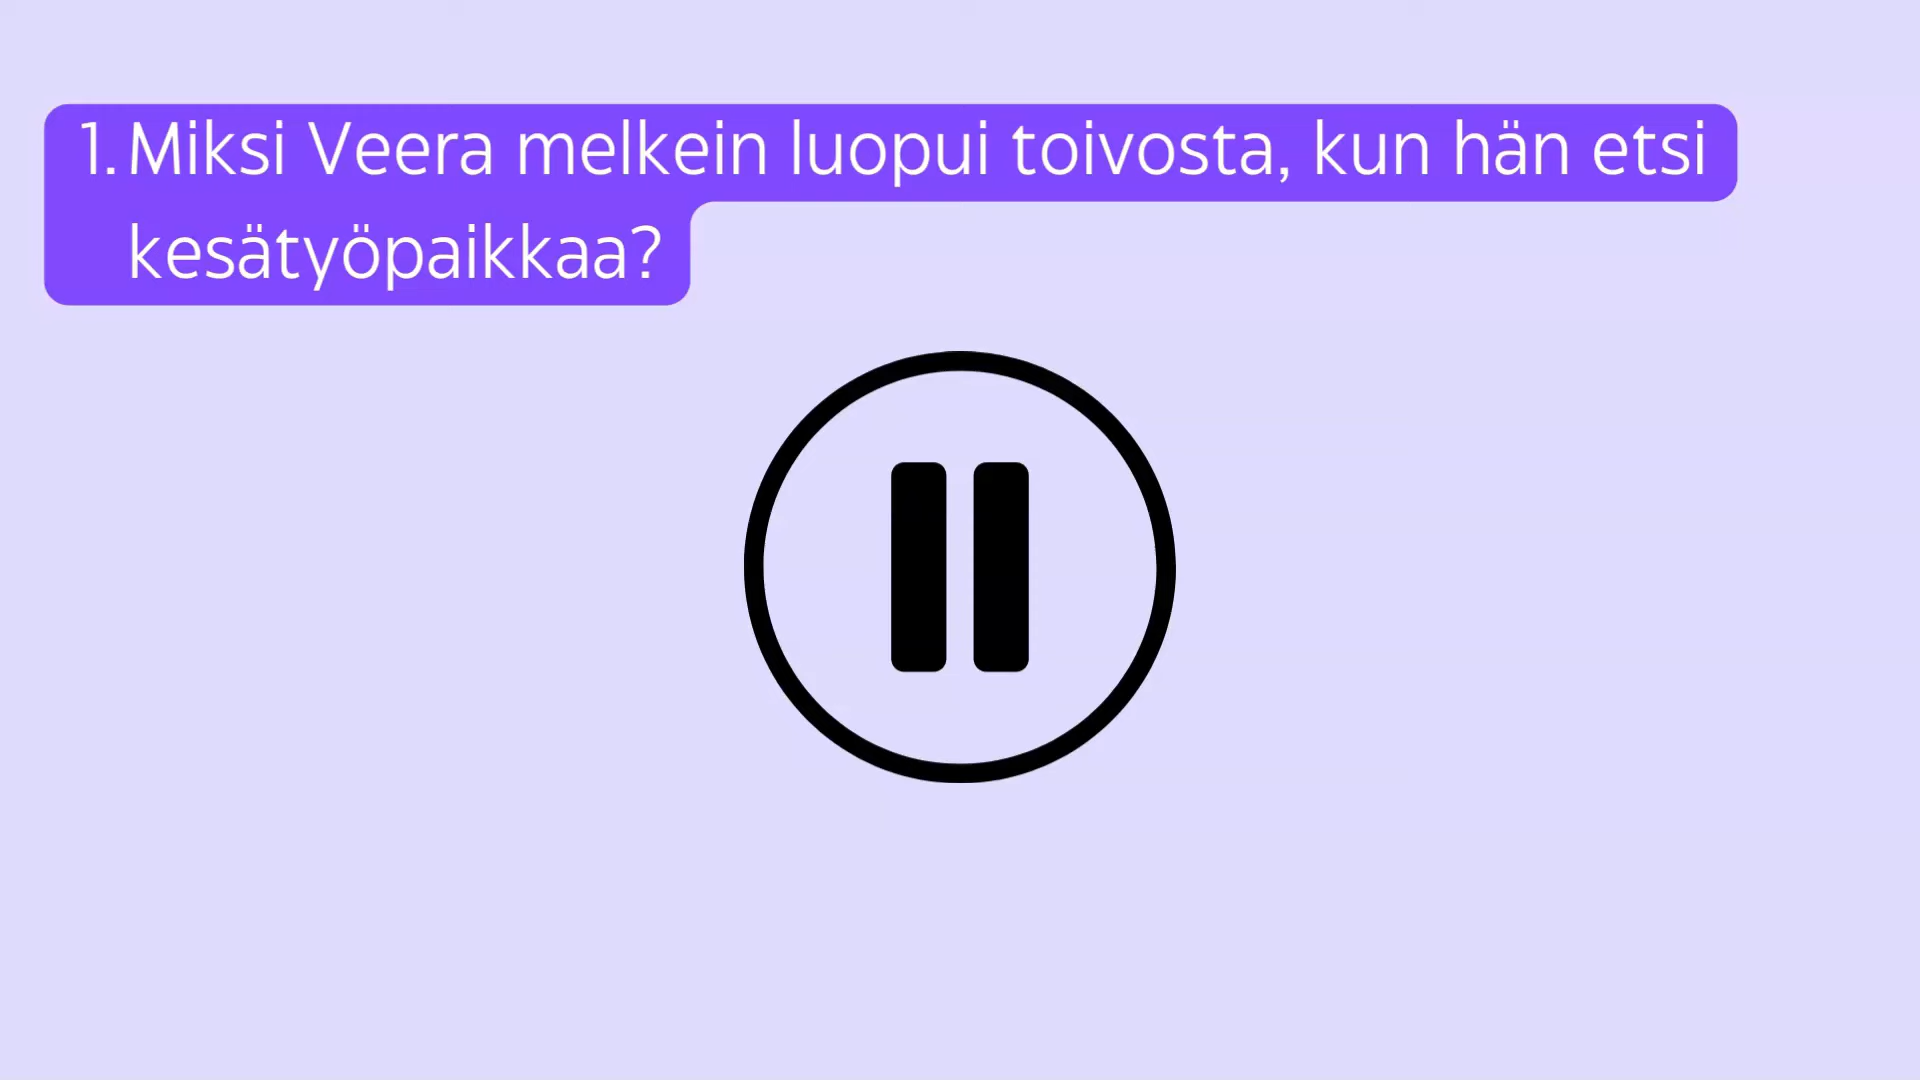 1. Miksi Veera melkein luopui toivosta, kun hän etsi
kesätyöpaikkaa?